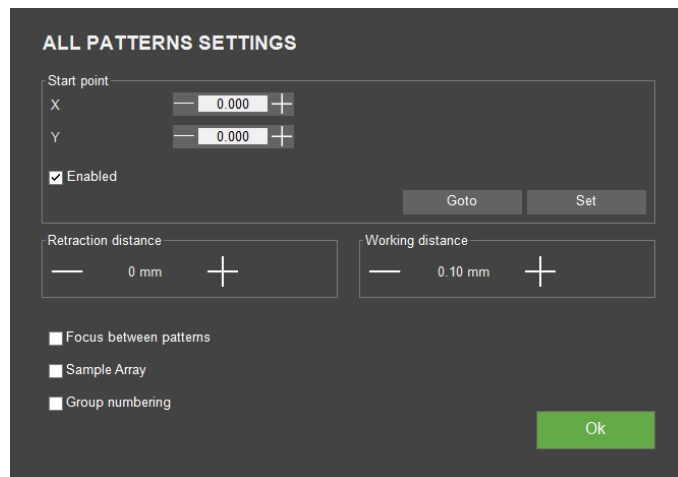 ALL PATTERNS SETTINGS
Start point
X 0.000
Y 0.000
Enabled
Goto Set
Retraction distance Working distance
0 mm 0.10 mm
Focus between patterns
Sample Array
Group numbering
Ok